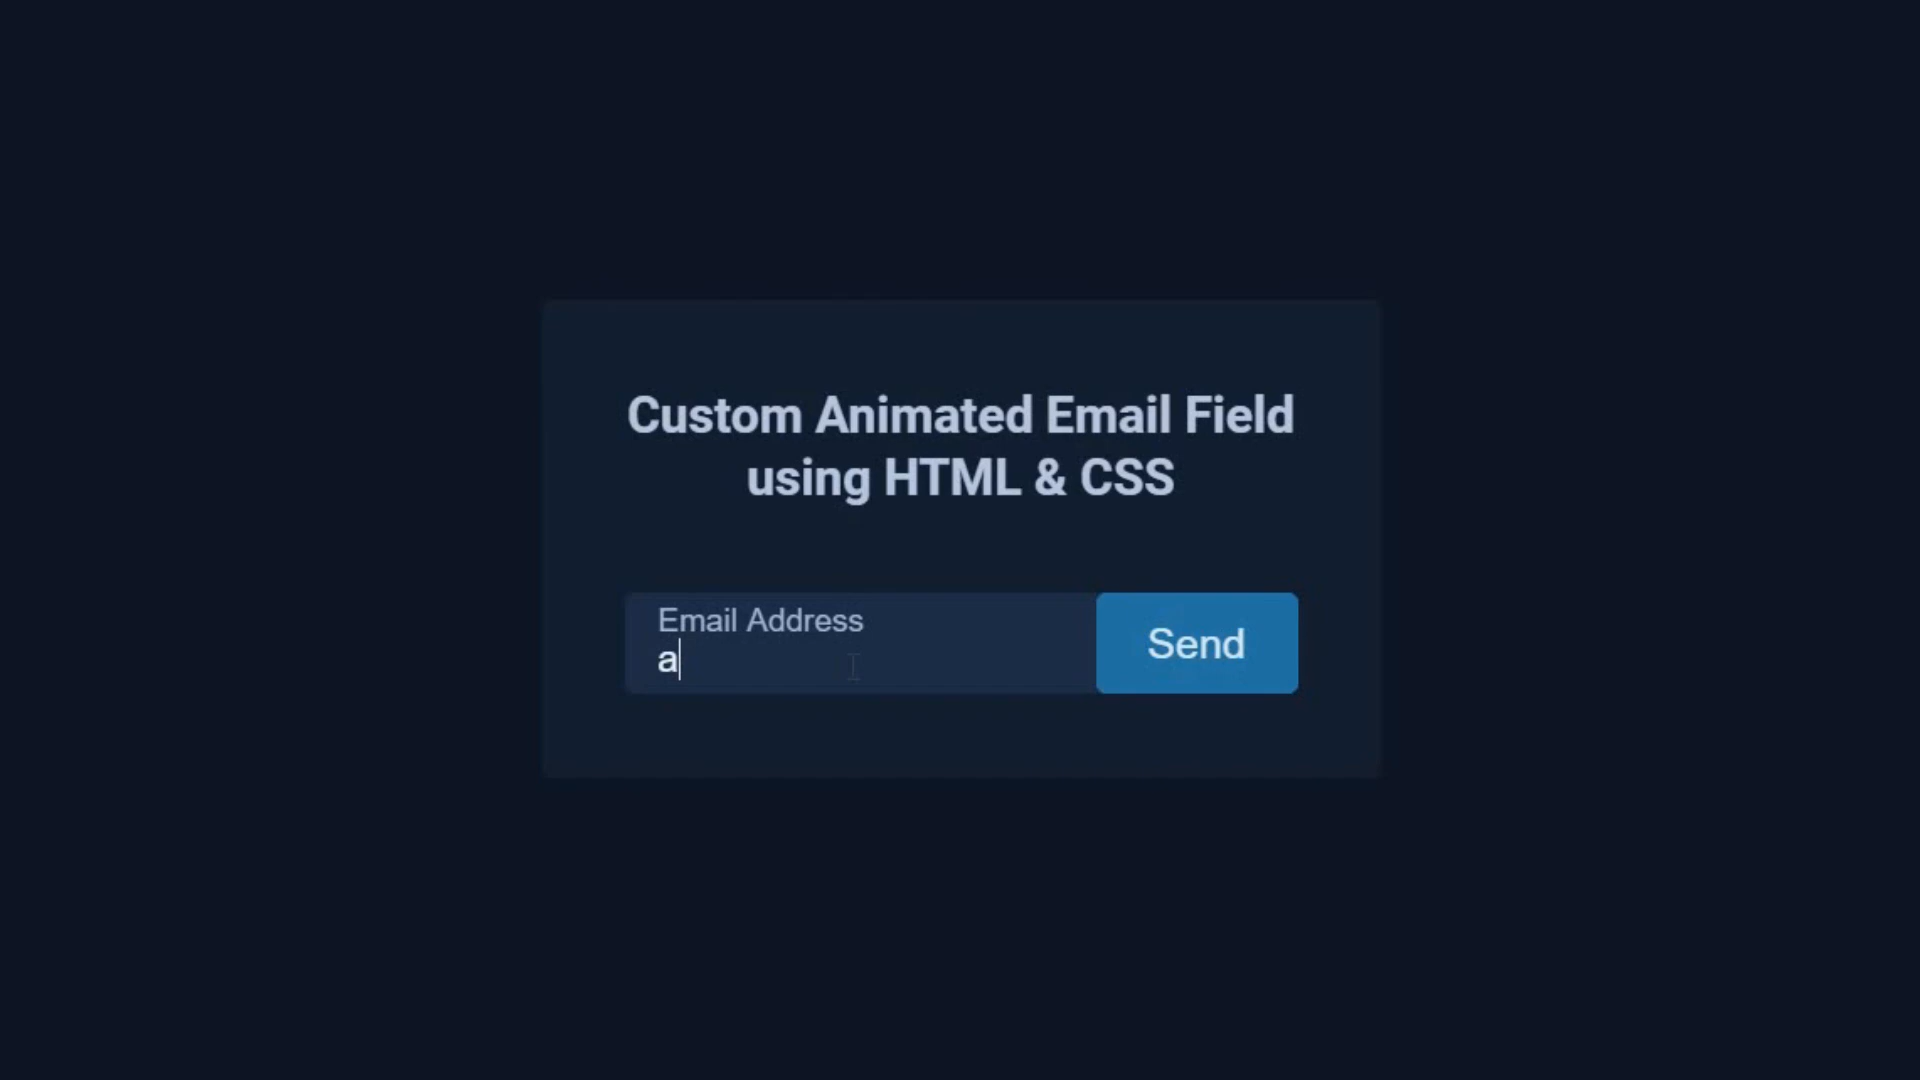 Custom Animated Email Field
using HTML & CSS
Email Address
a
Send